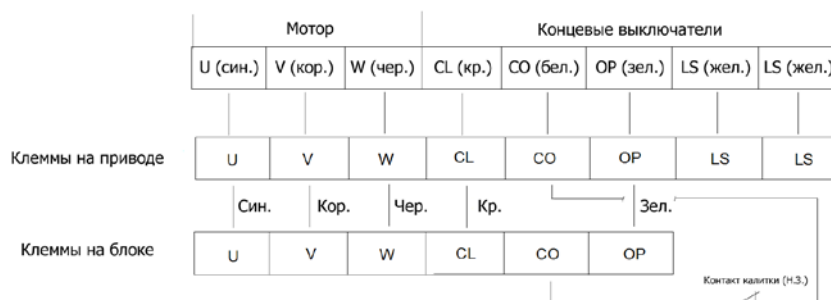 Мотор Концевые выключатели
U (син.) V (кор.) W (чер.) CL (кр.) CO (бел.) OP (зел.) LS (жел.) LS (жел.)
Клеммы на приводе U V W CL CO OP LS LS
Син. Кор. Чер. Кр. Зел.
Клеммы на блоке U V W CL CO OP
Контакт калитки (Н.З.)